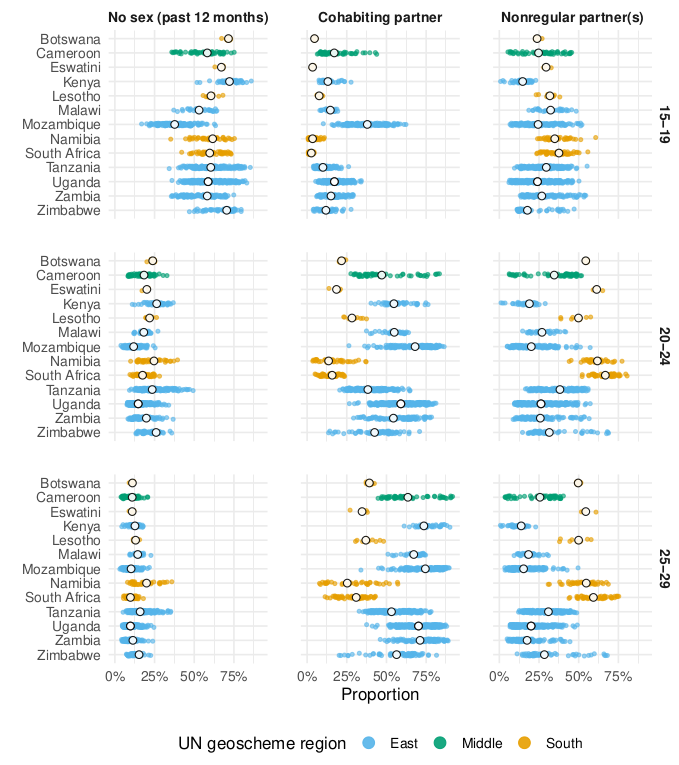 No sex (past 12 months) Cohabiting partner Nonregular partner(s)
Botswana
Cameroon
Eswatini
Kenya
Lesotho
Malawi
Mozambique
Namibia
South Africa
Tanzania
Uganda
Zambia
Zimbabwe
15−19
Botswana
Cameroon
Eswatini
Kenya
Lesotho
Malawi
Mozambique
Namibia
South Africa
Tanzania
Uganda
Zambia
Zimbabwe
20−24
Botswana
Cameroon
Eswatini
Kenya
Lesotho
Malawi
Mozambique
Namibia
South Africa
Tanzania
Uganda
Zambia
Zimbabwe
25−29
0% 25% 50% 75% 0% 25% 50% 75% 0% 25% 50% 75%
Proportion
UN geoscheme region East Middle South